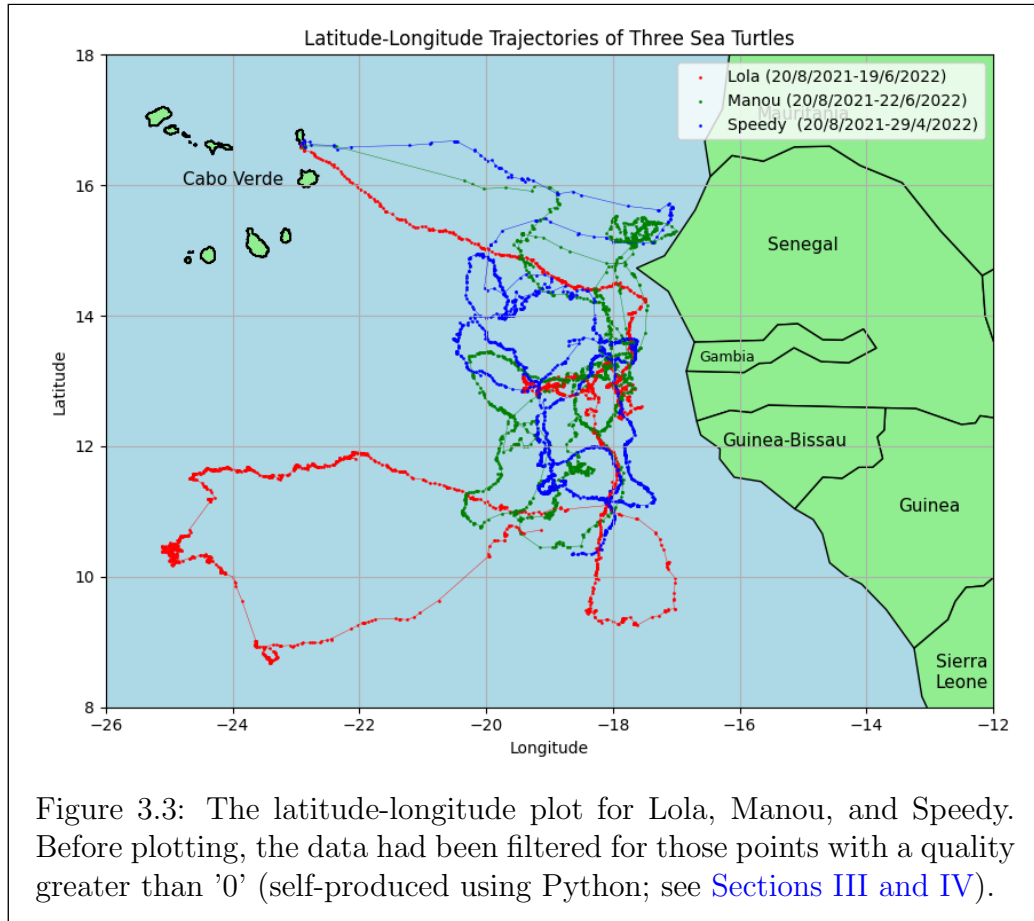 Latitude-Longitude Trajectories of Three Sea Turtles
18
16
14
12
10
8
Latitude
Lola (20/8/2021-19/6/2022)
Manou (20/8/2021-22/6/2022)
Speedy (20/8/2021-29/4/2022)
Mauritania
Cabo Verde
Senegal
Gambia
Guinea-Bissau
Guinea
Sierra
Leone
−26 −24 −22 −20 −18 −16 −14 −12
Longitude
Figure 3.3: The latitude-longitude plot for Lola, Manou, and Speedy.
Before plotting, the data had been filtered for those points with a quality
greater than ’0’ (self-produced using Python; see Sections III and IV).